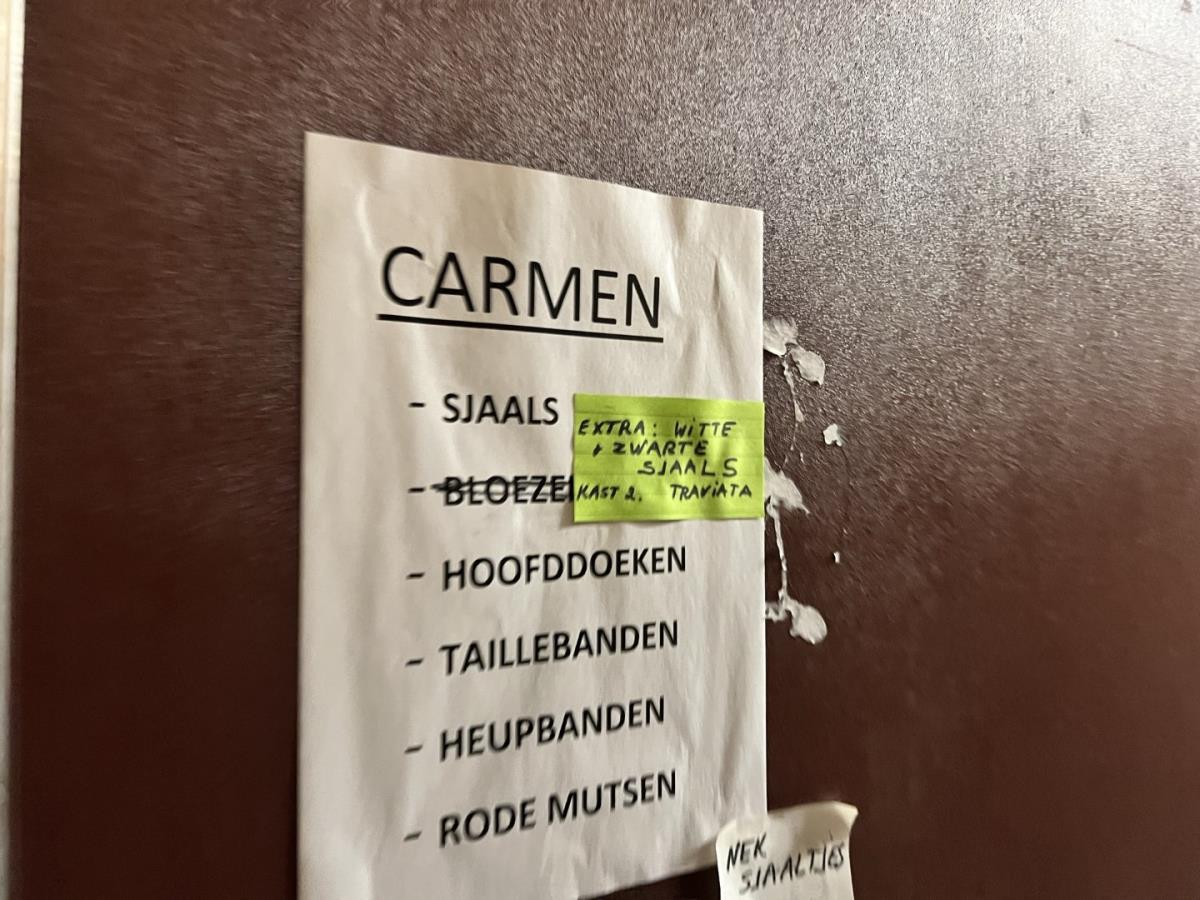 CARMEN
- SJAALS
EXTRA: WITTE
+ ZWARTE
SJAALS
KAST 2. TRAVIATA
- BLOEZE
- HOOFDDOEKEN
- TAILLEBANDEN
- HEUPBANDEN
- RODE MUTSEN
NEK
SJAALTJES